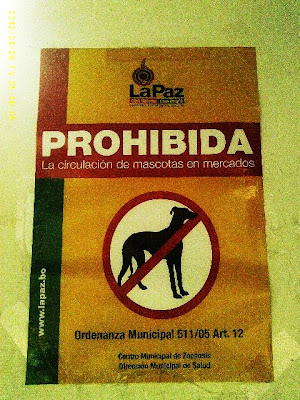 LaPaz
PROHIBIDA
La circulación de mascotas en mercados
www.lapaz.bo
Ordenanza Municipal 511/05 Art. 12
Centro Municipal de Zoonosis
Dirección Municipal de Salud